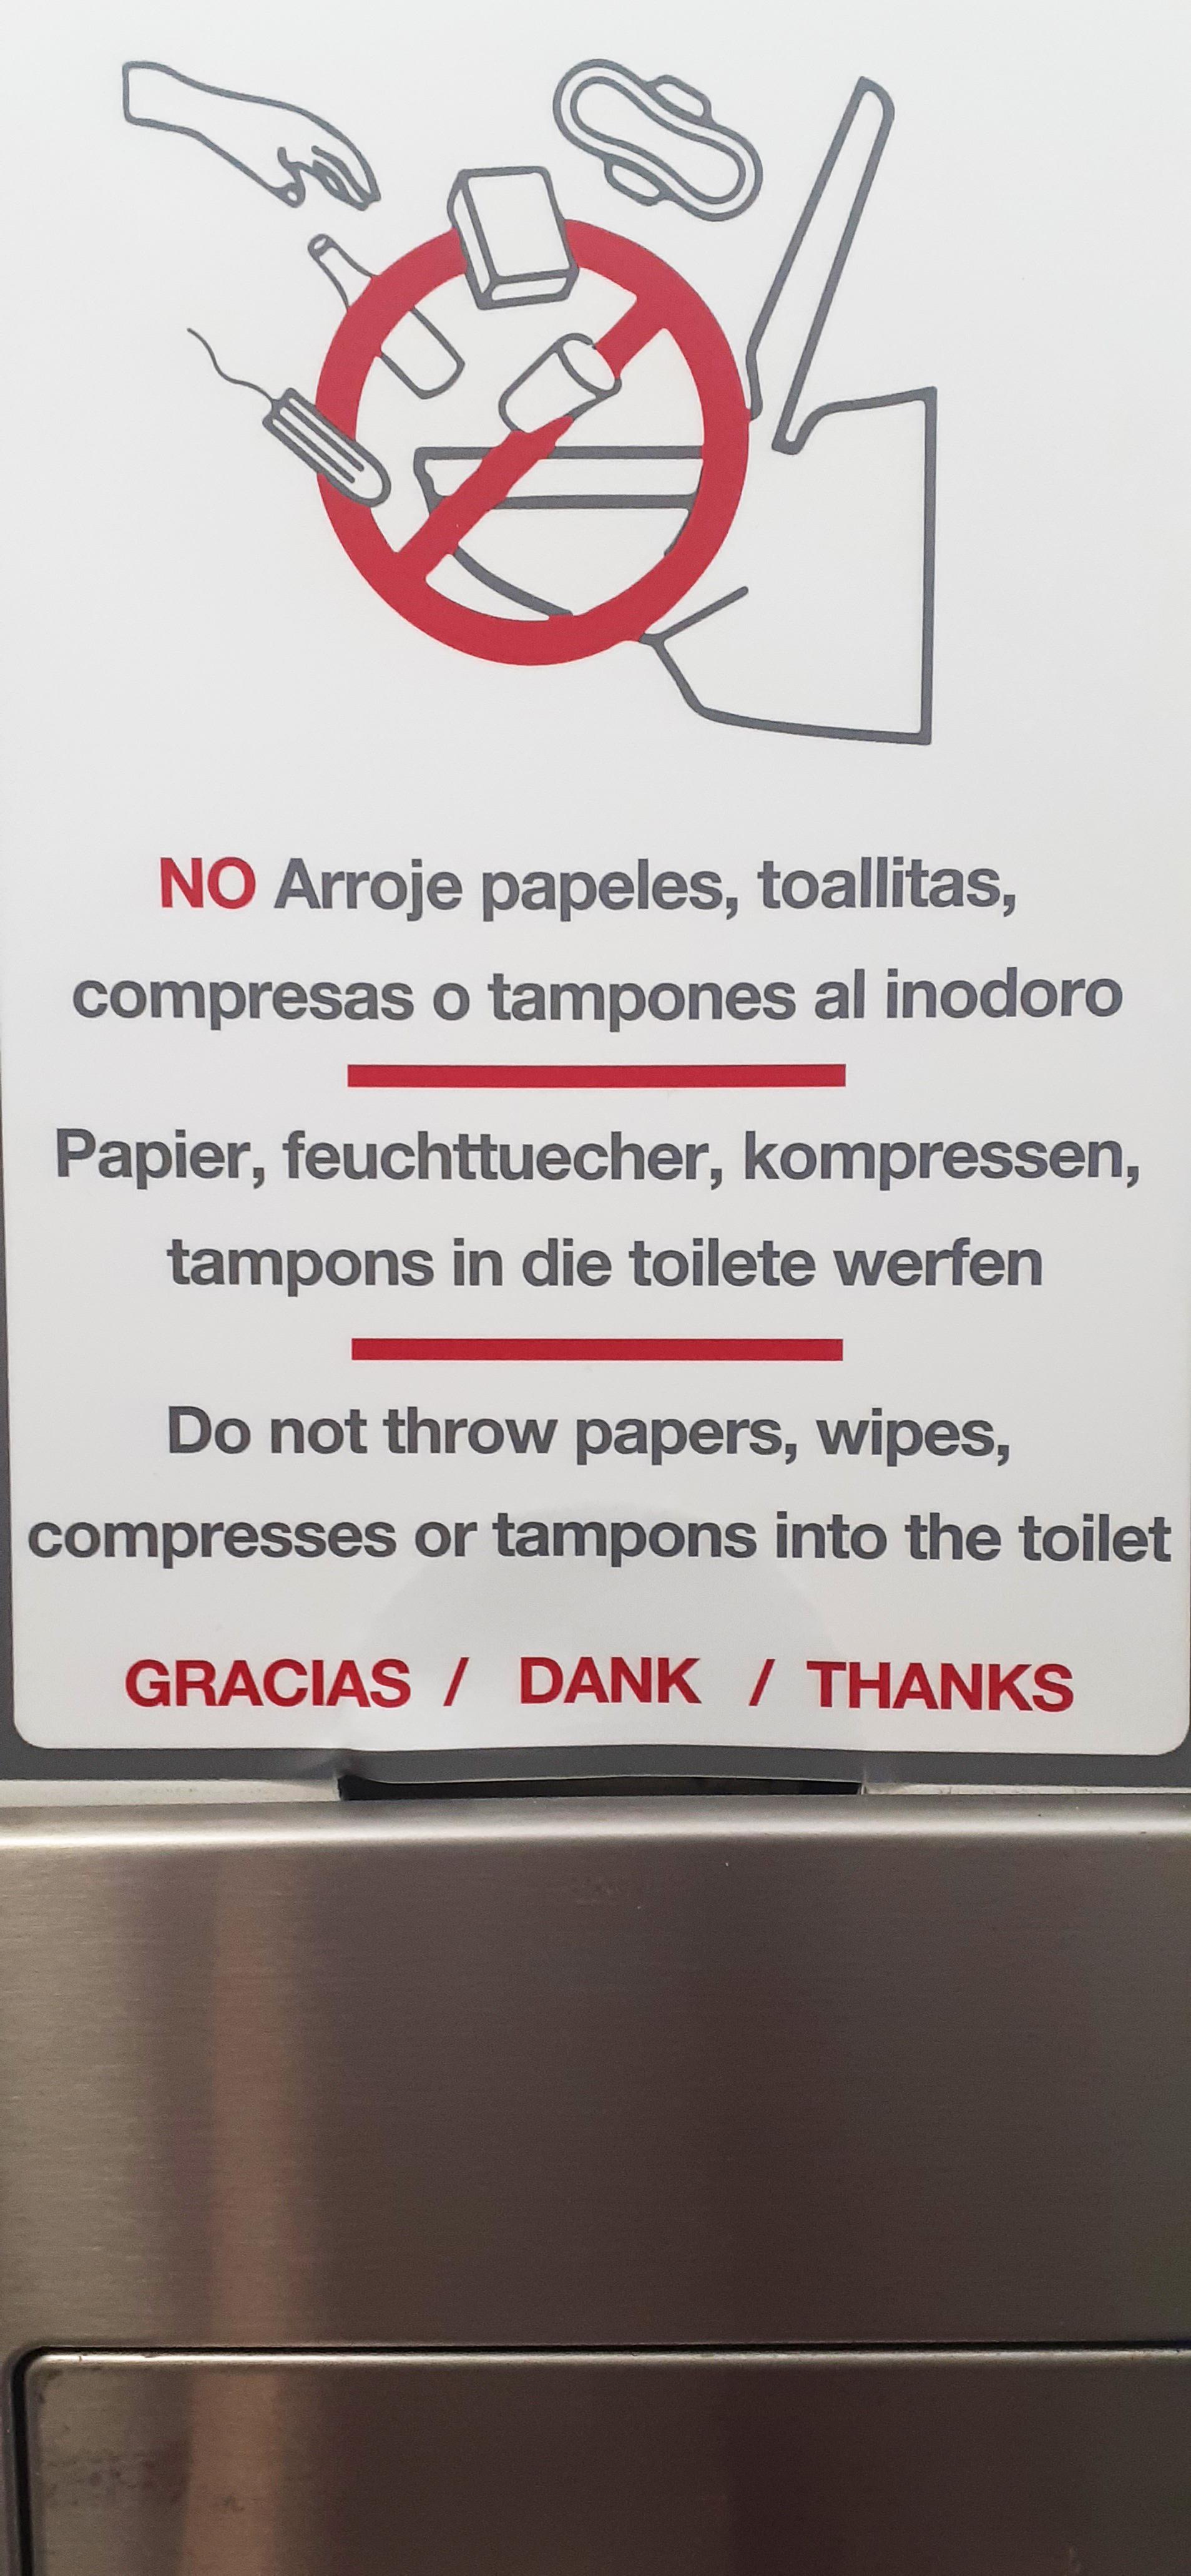 NO Arroje papeles, toallitas,
compresas o tampones al inodoro
Papier, feuchttuecher, kompressen,
tampons in die toilete werfen
Do not throw papers, wipes,
compresses or tampons into the toilet
GRACIAS / DANK / THANKS